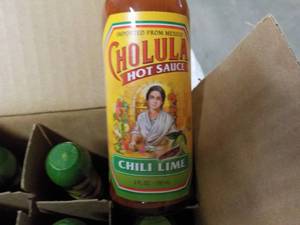 IMPORTED FROM MEXICO
CHOLULA
HOT SAUCE
CHILI LIME